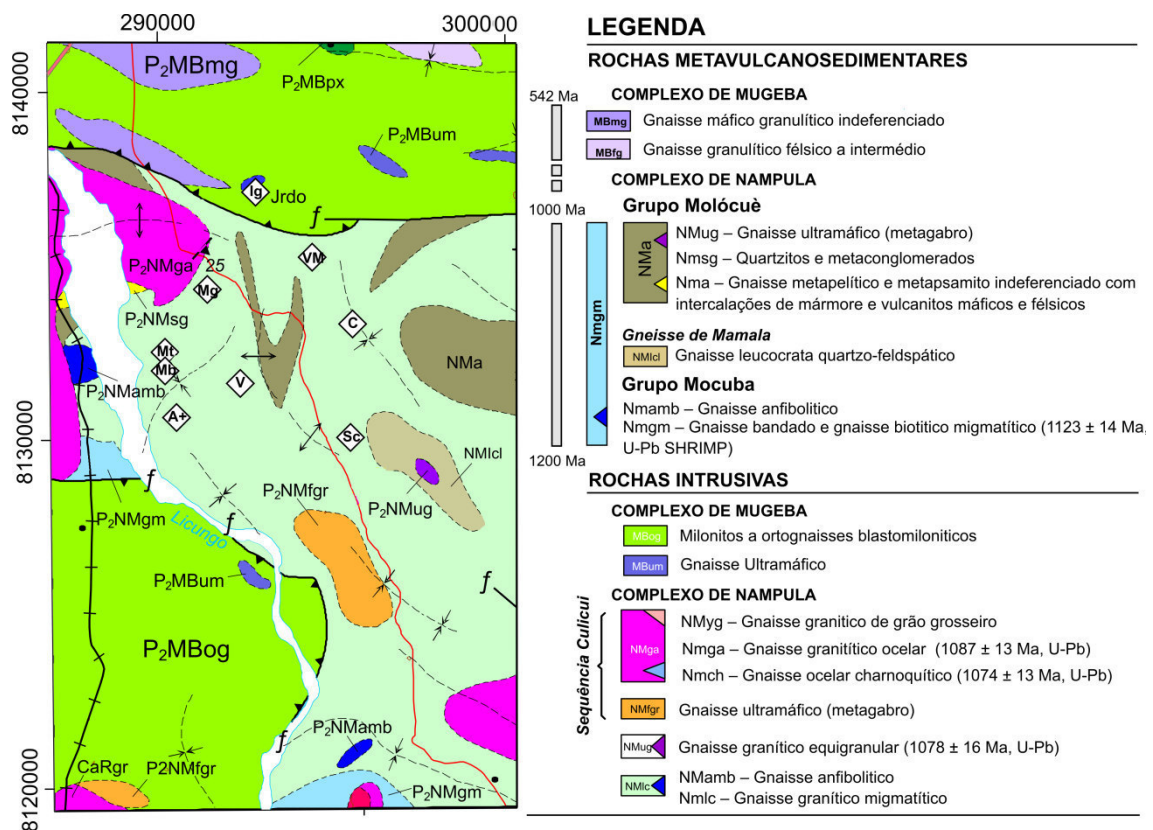 290000
300000
8140000
8130000
8120000
P2MBmg
P2MBpx
P2MBum
Ig
Jrdo
f
P2NMga
25
VM
Mg
P2NMsg
C
Mt
Mb
P2NMamb
V
NMa
A+
Sc
NMlcl
P2NMug
P2NMfgr
f
P2NMgm
Licungo
f
P2MBum
f
P2MBog
f
P2NMamb
CaRgr
P2NMfgr
P2NMgm
LEGENDA
ROCHAS METAVULCANOSEDIMENTARES
542 Ma
1000 Ma
1200 Ma
COMPLEXO DE MUGEBA
MBmg Gnaisse máfico granulítico indeferenciado
MBfg Gnaisse granulítico félsico a intermédio
COMPLEXO DE NAMPULA
Grupo Molócuè
Nmgm
NMa
NMug – Gnaisse ultramáfico (metagabro)
Nmsg – Quartzitos e metaconglomerados
Nma – Gnaisse metapelítico e metapsamito indeferenciado com
intercalações de mármore e vulcanitos máficos e félsicos
Gneisse de Mamala
NMlcl Gnaisse leucocrata quartzo-feldspático
Grupo Mocuba
Nmamb – Gnaisse anfibolitico
Nmgm – Gnaisse bandado e gnaisse biotitico migmatítico (1123 ± 14 Ma,
U-Pb SHRIMP)
ROCHAS INTRUSIVAS
COMPLEXO DE MUGEBA
MBog Milonitos a ortognaisses blastomiloniticos
MBum Gnaisse Ultramáfico
COMPLEXO DE NAMPULA
Sequência Culicui
NMga
NMyg – Gnaisse granitico de grão grosseiro
Nmga – Gnaisse granitítico ocelar (1087 ± 13 Ma, U-Pb)
Nmch – Gnaisse ocelar charnoquítico (1074 ± 13 Ma, U-Pb)
NMfgr Gnaisse ultramáfico (metagabro)
NMug Gnaisse granítico equigranular (1078 ± 16 Ma, U-Pb)
NMlc NMamb – Gnaisse anfibolitico
Nmlc – Gnaisse granítico migmatítico